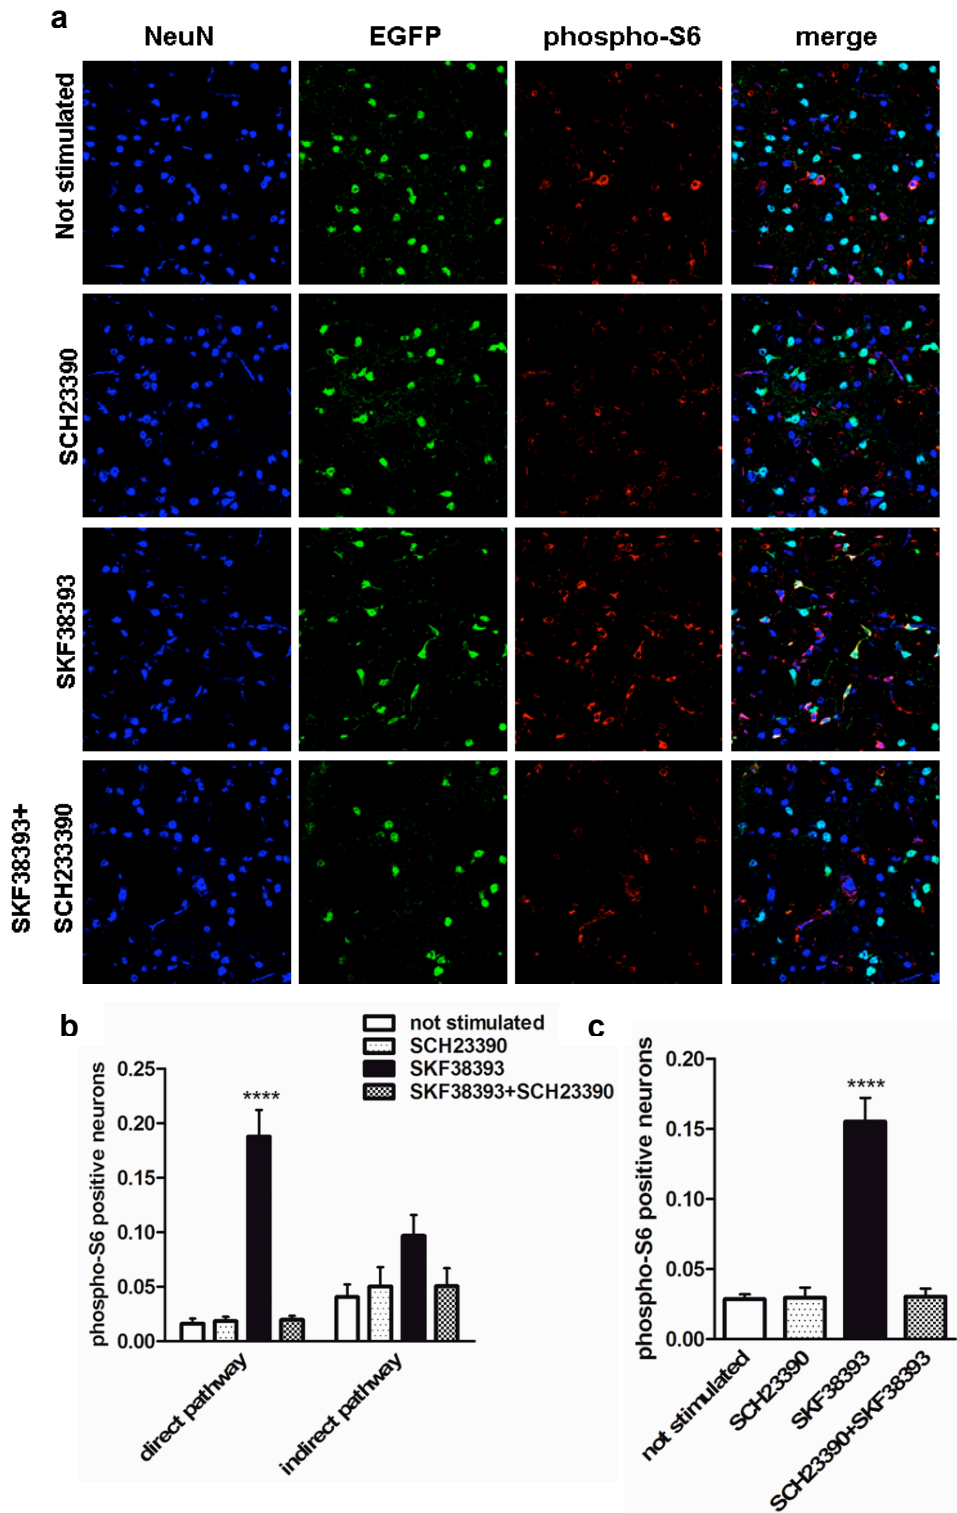 a
NeuN EGFP phospho-S6 merge
Not stimulated
SCH23390
SKF38393
SKF38393+
SCH233390
b
not stimulated
SCH23390
SKF38393
SKF38393+SCH23390
phospho-S6 positive neurons
0.25
0.20
0.15
0.10
0.05
0.00
****
direct pathway
indirect pathway
c
phospho-S6 positive neurons
0.20
0.15
0.10
0.05
0.00
****
not stimulated
SCH23390
SKF38393
SCH23390+SKF38393